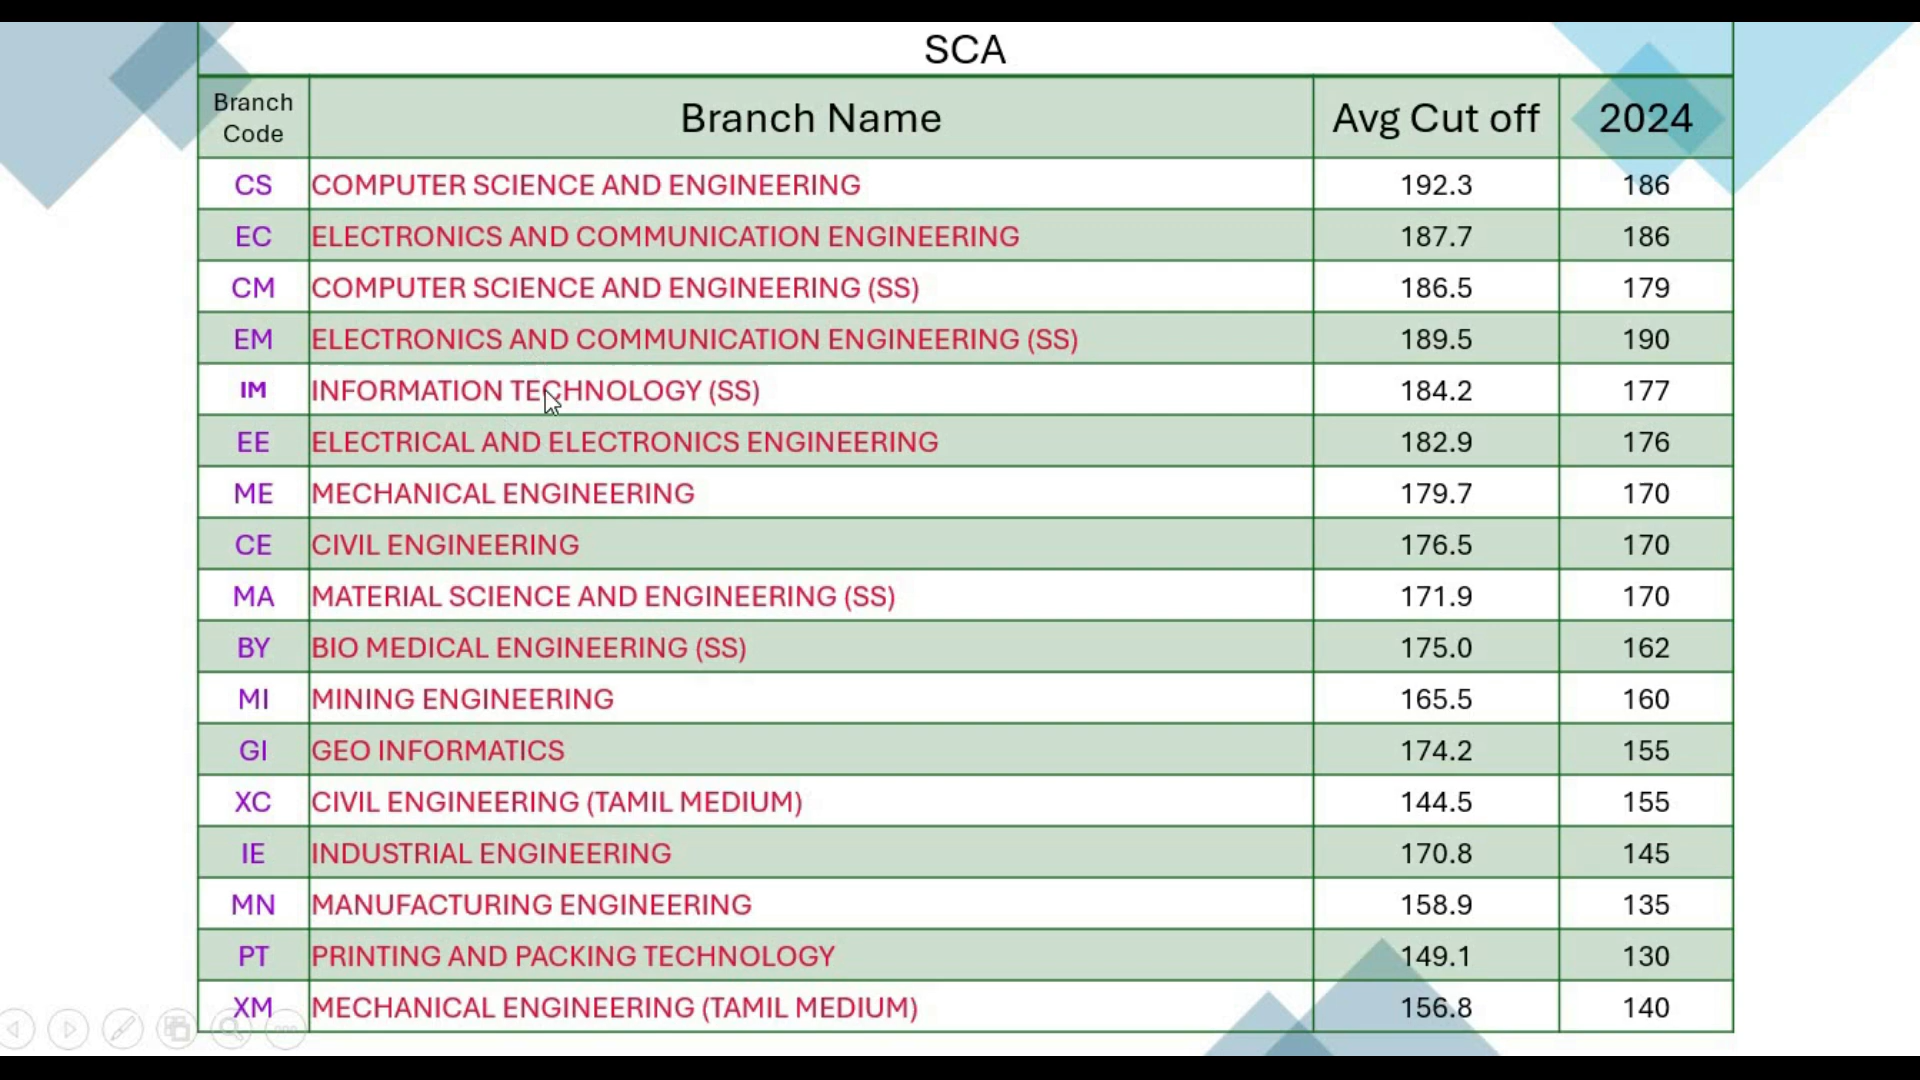 SCA
Branch Code Branch Name Avg Cut off 2024
CS COMPUTER SCIENCE AND ENGINEERING 192.3 186
EC ELECTRONICS AND COMMUNICATION ENGINEERING 187.7 186
CM COMPUTER SCIENCE AND ENGINEERING (SS) 186.5 179
EM ELECTRONICS AND COMMUNICATION ENGINEERING (SS) 189.5 190
IM INFORMATION TECHNOLOGY (SS) 184.2 177
EE ELECTRICAL AND ELECTRONICS ENGINEERING 182.9 176
ME MECHANICAL ENGINEERING 179.7 170
CE CIVIL ENGINEERING 176.5 170
MA MATERIAL SCIENCE AND ENGINEERING (SS) 171.9 170
BY BIO MEDICAL ENGINEERING (SS) 175.0 162
MI MINING ENGINEERING 165.5 160
GI GEO INFORMATICS 174.2 155
XC CIVIL ENGINEERING (TAMIL MEDIUM) 144.5 155
IE INDUSTRIAL ENGINEERING 170.8 145
MN MANUFACTURING ENGINEERING 158.9 135
PT PRINTING AND PACKING TECHNOLOGY 149.1 130
XM MECHANICAL ENGINEERING (TAMIL MEDIUM) 156.8 140